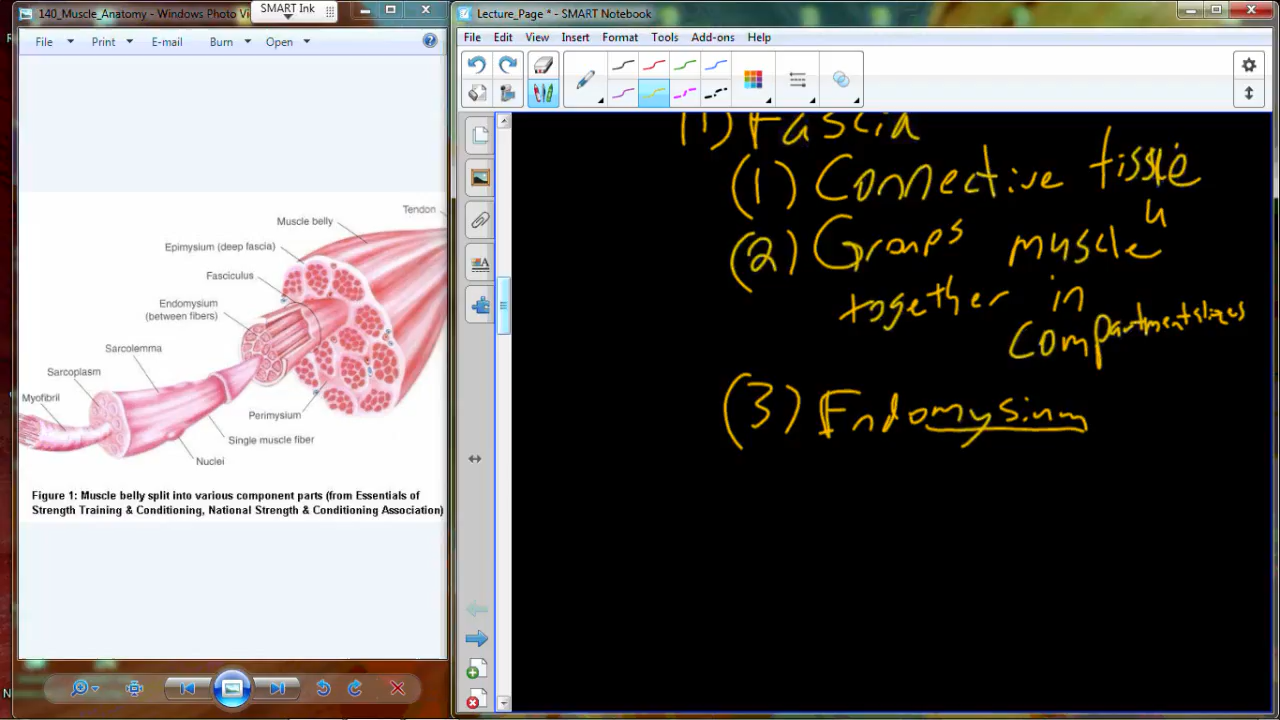 140_Muscle_Anatomy - Windows Photo Vi
SMART Ink
File Print E-mail Burn Open
Tendon
Muscle belly
Epimysium (deep fascia)
Fasciculus
Endomysium
(between fibers)
Sarcolemma
Sarcoplasm
Myofibril
Perimysium
Single muscle fiber
Nuclei
Figure 1: Muscle belly split into various component parts (from Essentials of
Strength Training & Conditioning, National Strength & Conditioning Association)
Lecture_Page * - SMART Notebook
File Edit View Insert Format Tools Add-ons Help
(1) Fascia
(1) Connective tissue
u
(2) Groups muscle
together in
(3) Endomysium